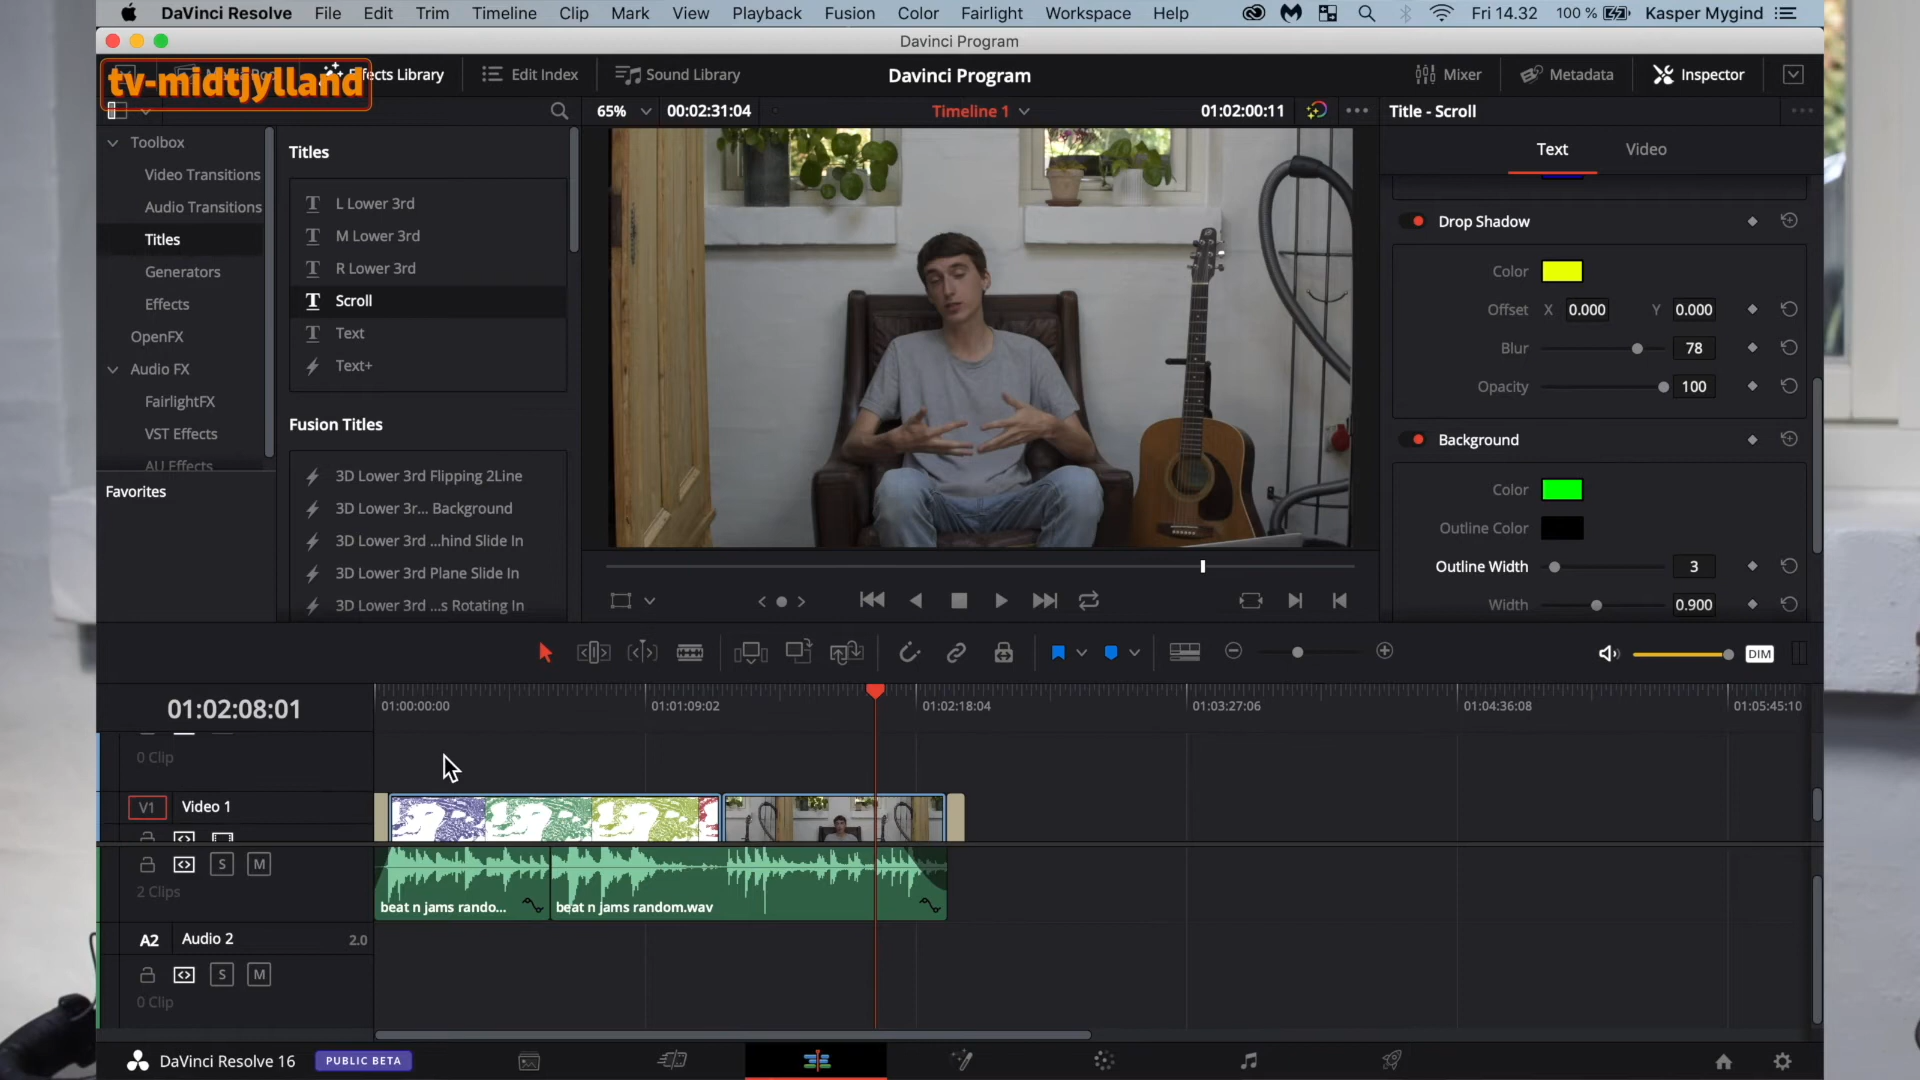 DaVinci Resolve File Edit Trim Timeline Clip Mark View Playback Fusion Color Fairlight Workspace Help Fri 14.32 100 % Kasper Mygind
Davinci Program
tv-midtjylland
Effects Library Edit Index Sound Library Davinci Program Mixer Metadata Inspector
65% 00:02:31:04 Timeline 1 01:02:00:11 Title - Scroll
Toolbox
Video Transitions
Audio Transitions
Titles
Generators
Effects
OpenFX
Audio FX
FairlightFX
VST Effects
AU Effects
Favorites
Titles
L Lower 3rd
M Lower 3rd
R Lower 3rd
Scroll
Text
Text+
Fusion Titles
3D Lower 3rd Flipping 2Line
3D Lower 3r... Background
3D Lower 3rd ...hind Slide In
3D Lower 3rd Plane Slide In
3D Lower 3rd ...s Rotating In
Text Video
Drop Shadow
Color
Offset X 0.000 Y 0.000
Blur 78
Opacity 100
Background
Color
Outline Color
Outline Width 3
Width 0.900
DIM
01:02:08:01
01:00:00:00 01:01:09:02 01:02:18:04 01:03:27:06 01:04:36:08 01:05:45:10
0 Clip
V1 Video 1
S M
2 Clips
beat n jams rando... beat n jams random.wav
A2 Audio 2 2.0
S M
0 Clip
DaVinci Resolve 16 PUBLIC BETA